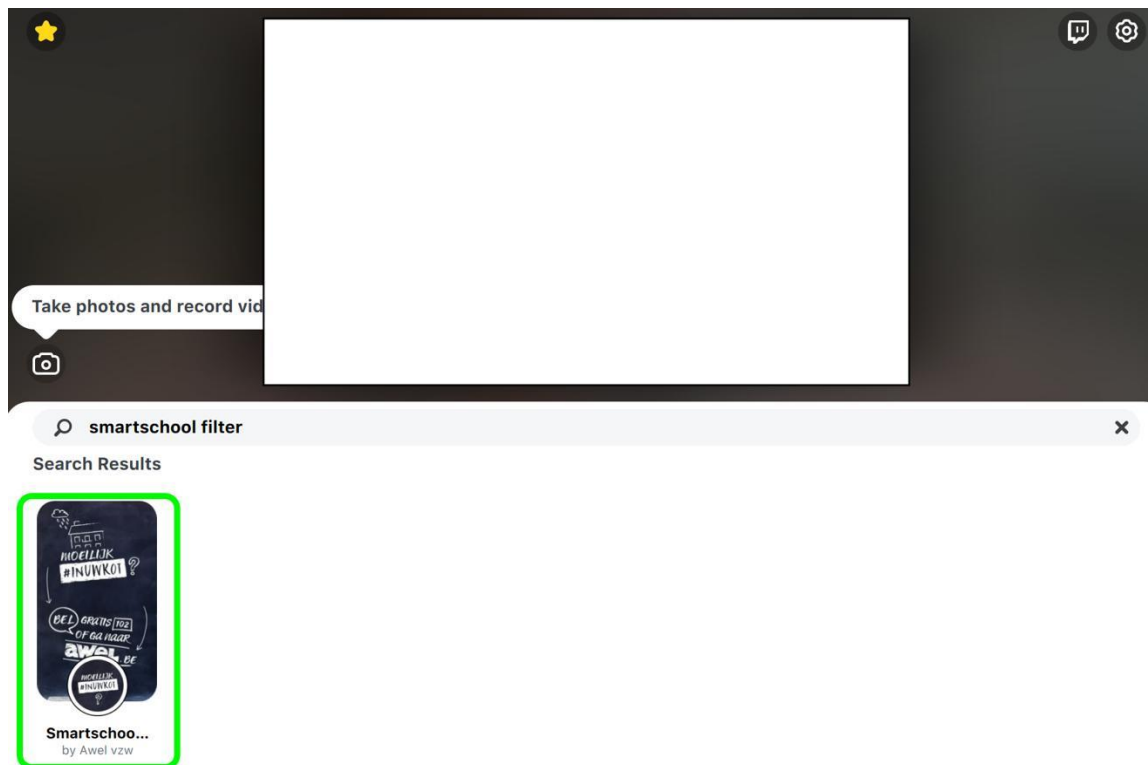 Take photos and record vid
smartschool filter
Search Results
MOEILIJK
#INUWKOT ?
BEL GRATIS 102
OF GA NAAR
awel.BE
MOEILIJK
#INUWKOT
?
Smartschoo...
by Awel vzw